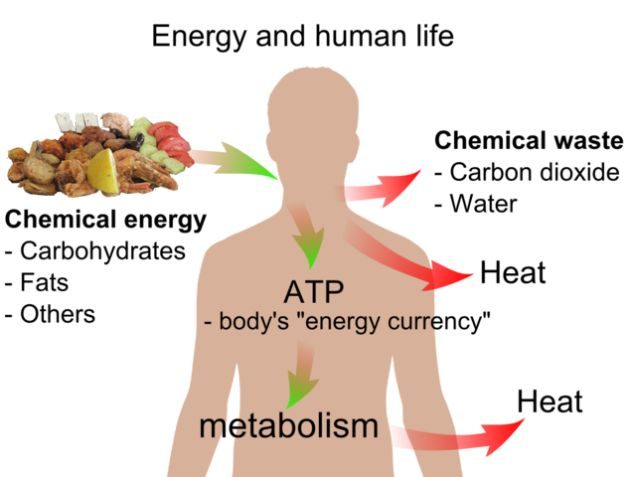 Energy and human life
Chemical energy
- Carbohydrates
- Fats
- Others
Chemical waste
- Carbon dioxide
- Water
Heat
ATP
- body's "energy currency"
metabolism
Heat